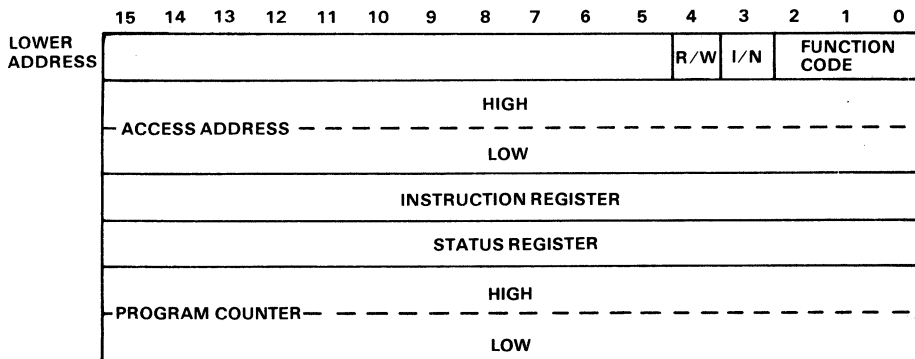 15 14 13 12 11 10 9 8 7 6 5 4 3 2 1 0
LOWER
ADDRESS
R/W I/N FUNCTION
CODE
HIGH
ACCESS ADDRESS
LOW
INSTRUCTION REGISTER
STATUS REGISTER
HIGH
PROGRAM COUNTER
LOW